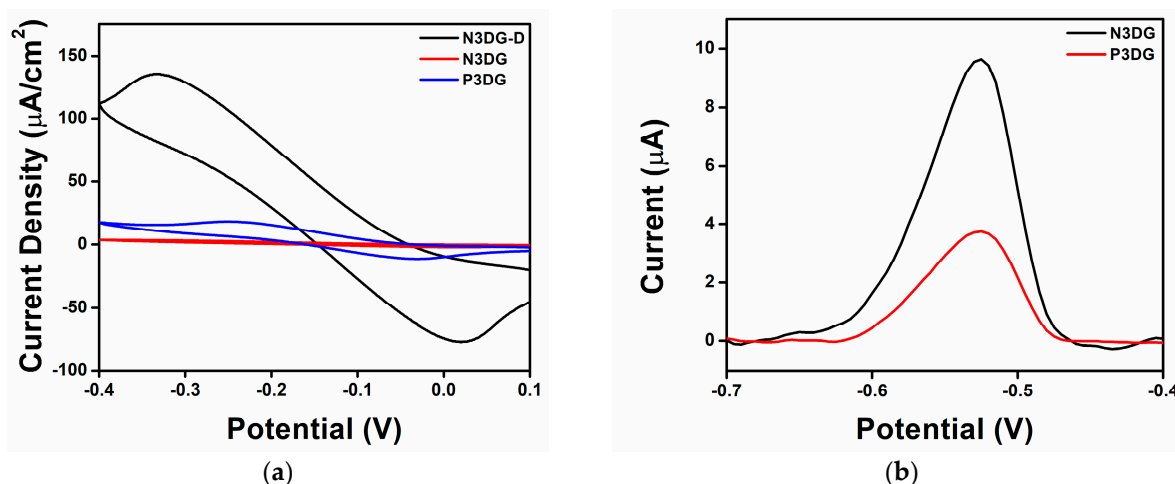 N3DG-D
N3DG
P3DG
Current Density (µA/cm²)
150
100
50
0
-50
-100
-0.4
-0.3
-0.2
-0.1
0.0
0.1
Potential (V)
(a)
N3DG
P3DG
Current (µA)
10
8
6
4
2
0
-0.7
-0.6
-0.5
-0.4
Potential (V)
(b)